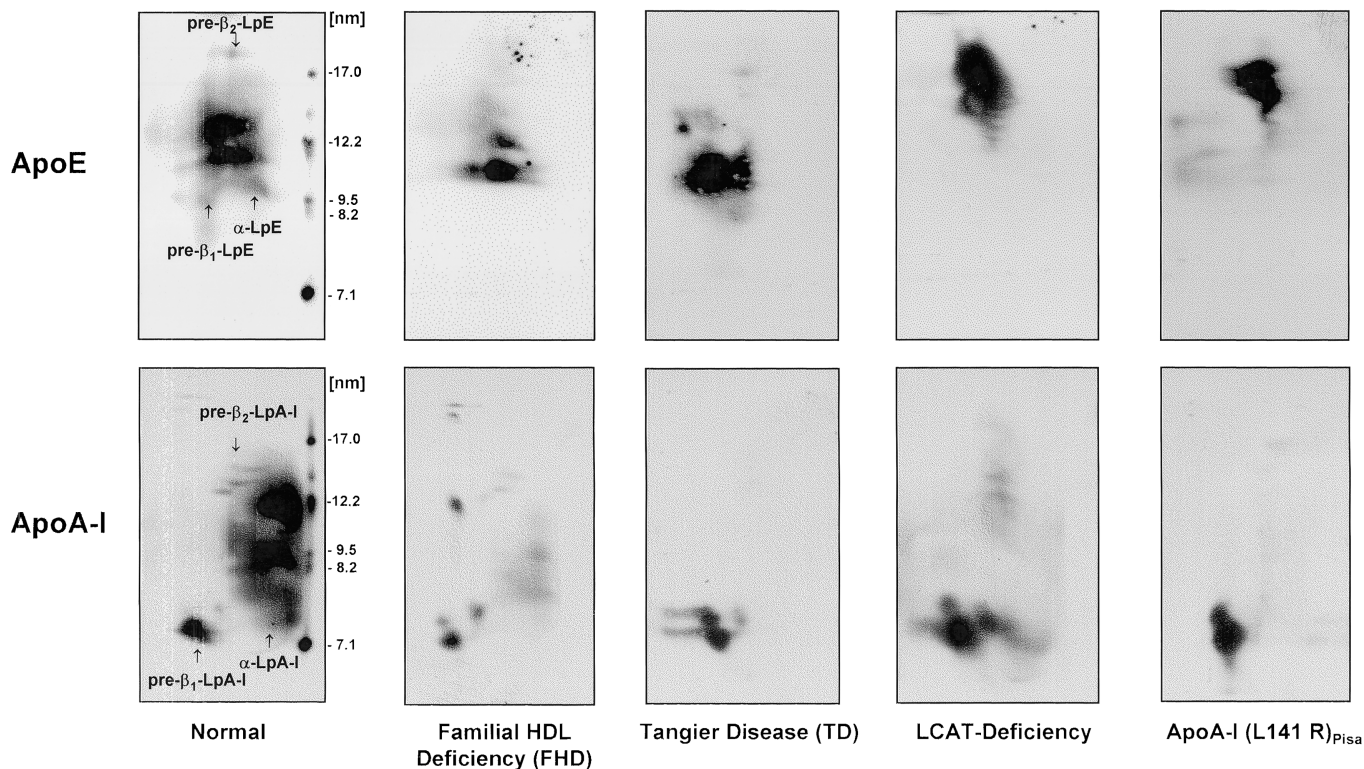 [nm]
pre-β₂-LpE
-17.0
-12.2
ApoE
- 9.5
- 8.2
α-LpE
pre-β₁-LpE
- 7.1
[nm]
pre-β₂-LpA-I
-17.0
-12.2
ApoA-I
- 9.5
- 8.2
- 7.1
α-LpA-I
pre-β₁-LpA-I
Normal
Familial HDL
Deficiency (FHD)
Tangier Disease (TD)
LCAT-Deficiency
ApoA-I (L141 R)Pisa